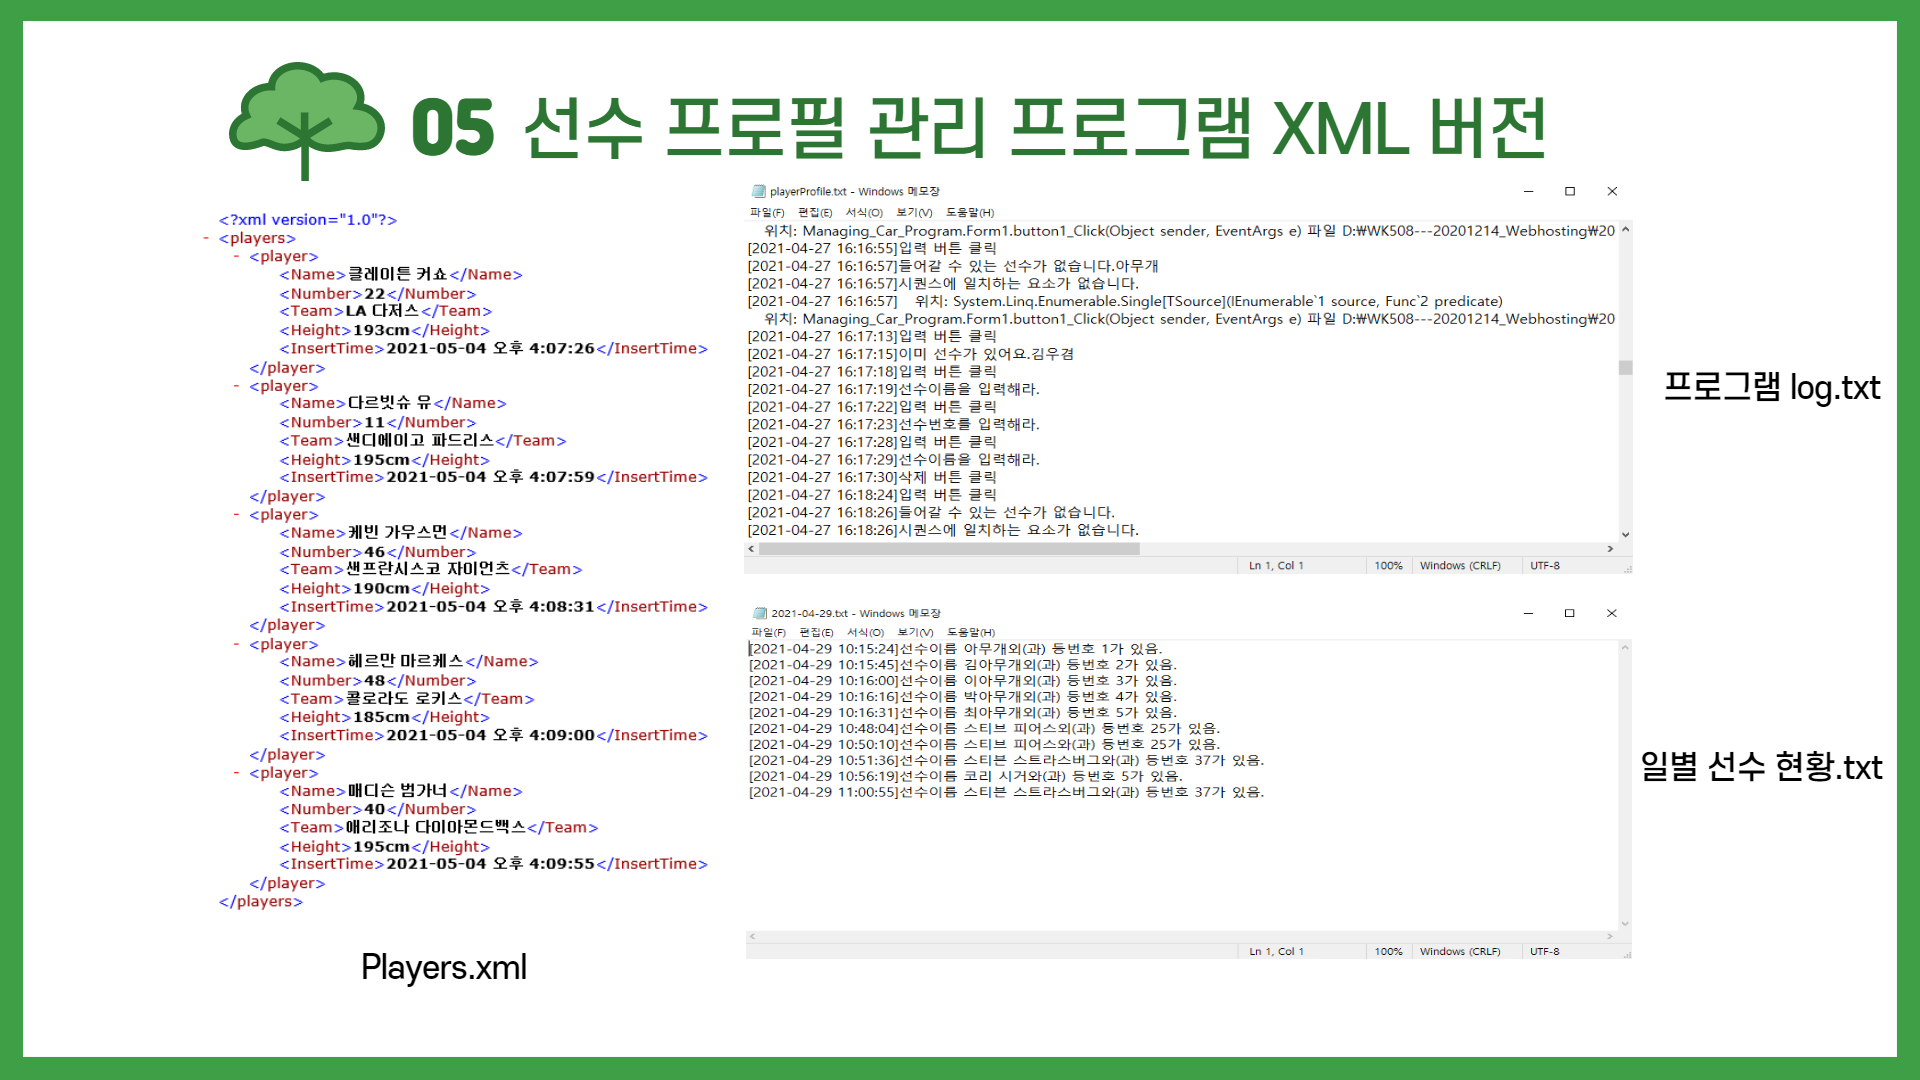 05 선수 프로필 관리 프로그램 XML 버전
<?xml version="1.0"?>
- <players>
- <player>
<Name>클레이튼 커쇼</Name>
<Number>22</Number>
<Team>LA 다저스</Team>
<Height>193cm</Height>
<InsertTime>2021-05-04 오후 4:07:26</InsertTime>
</player>
- <player>
<Name>다르빗슈 유</Name>
<Number>11</Number>
<Team>샌디에이고 파드리스</Team>
<Height>195cm</Height>
<InsertTime>2021-05-04 오후 4:07:59</InsertTime>
</player>
- <player>
<Name>케빈 가우스먼</Name>
<Number>46</Number>
<Team>샌프란시스코 자이언츠</Team>
<Height>190cm</Height>
<InsertTime>2021-05-04 오후 4:08:31</InsertTime>
</player>
- <player>
<Name>헤르만 마르케스</Name>
<Number>48</Number>
<Team>콜로라도 로키스</Team>
<Height>185cm</Height>
<InsertTime>2021-05-04 오후 4:09:00</InsertTime>
</player>
- <player>
<Name>매디슨 범가너</Name>
<Number>40</Number>
<Team>애리조나 다이아몬드백스</Team>
<Height>195cm</Height>
<InsertTime>2021-05-04 오후 4:09:55</InsertTime>
</player>
</players>
Players.xml
playerProfile.txt - Windows 메모장
파일(F) 편집(E) 서식(O) 보기(V) 도움말(H)
위치: Managing_Car_Program.Form1.button1_Click(Object sender, EventArgs e) 파일 D:₩WK508---20201214_Webhosting₩20
[2021-04-27 16:16:55]입력 버튼 클릭
[2021-04-27 16:16:57]들어갈 수 있는 선수가 없습니다.아무개
[2021-04-27 16:16:57]시퀀스에 일치하는 요소가 없습니다.
[2021-04-27 16:16:57] 위치: System.Linq.Enumerable.Single[TSource](IEnumerable`1 source, Func`2 predicate)
위치: Managing_Car_Program.Form1.button1_Click(Object sender, EventArgs e) 파일 D:₩WK508---20201214_Webhosting₩20
[2021-04-27 16:17:13]입력 버튼 클릭
[2021-04-27 16:17:15]이미 선수가 있어요.김우겸
[2021-04-27 16:17:18]입력 버튼 클릭
[2021-04-27 16:17:19]선수이름을 입력해라.
[2021-04-27 16:17:22]입력 버튼 클릭
[2021-04-27 16:17:23]선수번호를 입력해라.
[2021-04-27 16:17:28]입력 버튼 클릭
[2021-04-27 16:17:29]선수이름을 입력해라.
[2021-04-27 16:17:30]삭제 버튼 클릭
[2021-04-27 16:18:24]입력 버튼 클릭
[2021-04-27 16:18:26]들어갈 수 있는 선수가 없습니다.
[2021-04-27 16:18:26]시퀀스에 일치하는 요소가 없습니다.
Ln 1, Col 1 100% Windows (CRLF) UTF-8
프로그램 log.txt
2021-04-29.txt - Windows 메모장
파일(F) 편집(E) 서식(O) 보기(V) 도움말(H)
[2021-04-29 10:15:24]선수이름 아무개외(과) 등번호 1가 있음.
[2021-04-29 10:15:45]선수이름 김아무개외(과) 등번호 2가 있음.
[2021-04-29 10:16:00]선수이름 이아무개외(과) 등번호 3가 있음.
[2021-04-29 10:16:16]선수이름 박아무개외(과) 등번호 4가 있음.
[2021-04-29 10:16:31]선수이름 최아무개외(과) 등번호 5가 있음.
[2021-04-29 10:48:04]선수이름 스티브 피어스외(과) 등번호 25가 있음.
[2021-04-29 10:50:10]선수이름 스티브 피어스와(과) 등번호 25가 있음.
[2021-04-29 10:51:36]선수이름 스티븐 스트라스버그와(과) 등번호 37가 있음.
[2021-04-29 10:56:19]선수이름 코리 시거와(과) 등번호 5가 있음.
[2021-04-29 11:00:55]선수이름 스티븐 스트라스버그와(과) 등번호 37가 있음.
Ln 1, Col 1 100% Windows (CRLF) UTF-8
일별 선수 현황.txt